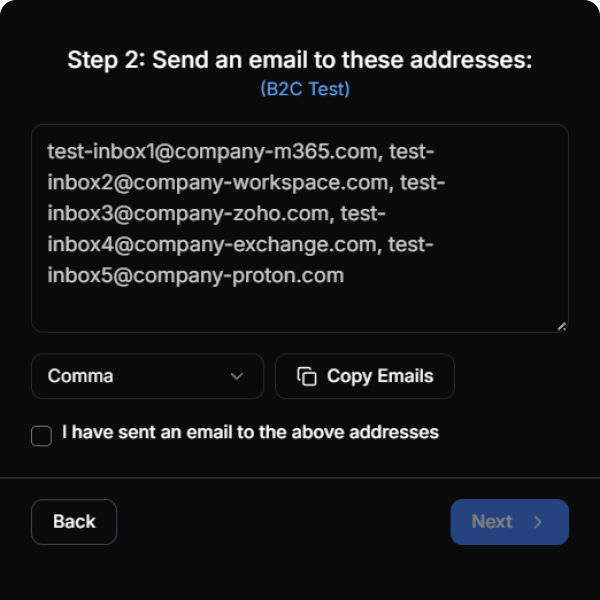 Step 2: Send an email to these addresses:
(B2C Test)
test-inbox1@company-m365.com, test-
inbox2@company-workspace.com, test-
inbox3@company-zoho.com, test-
inbox4@company-exchange.com, test-
inbox5@company-proton.com
Comma
Copy Emails
I have sent an email to the above addresses
Back
Next